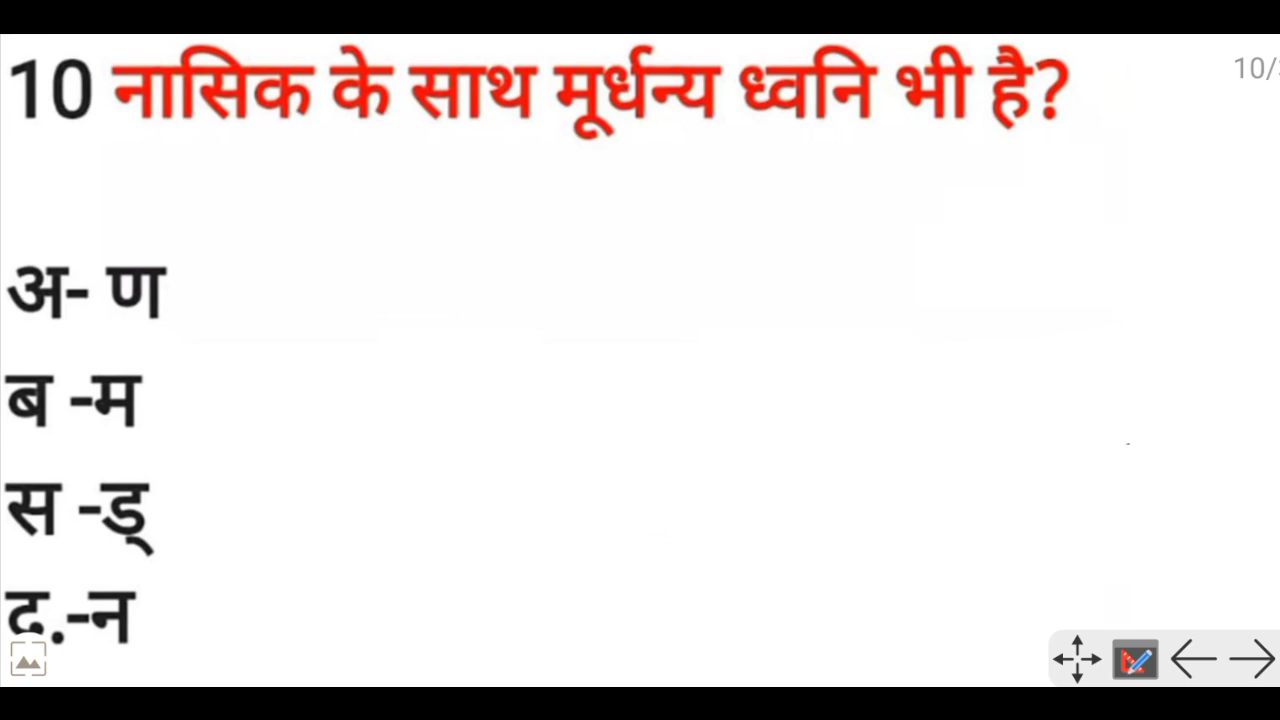 10 नासिक के साथ मूर्धन्य ध्वनि भी है?
10/
अ- ण
ब -म
स -ड्
द.-न